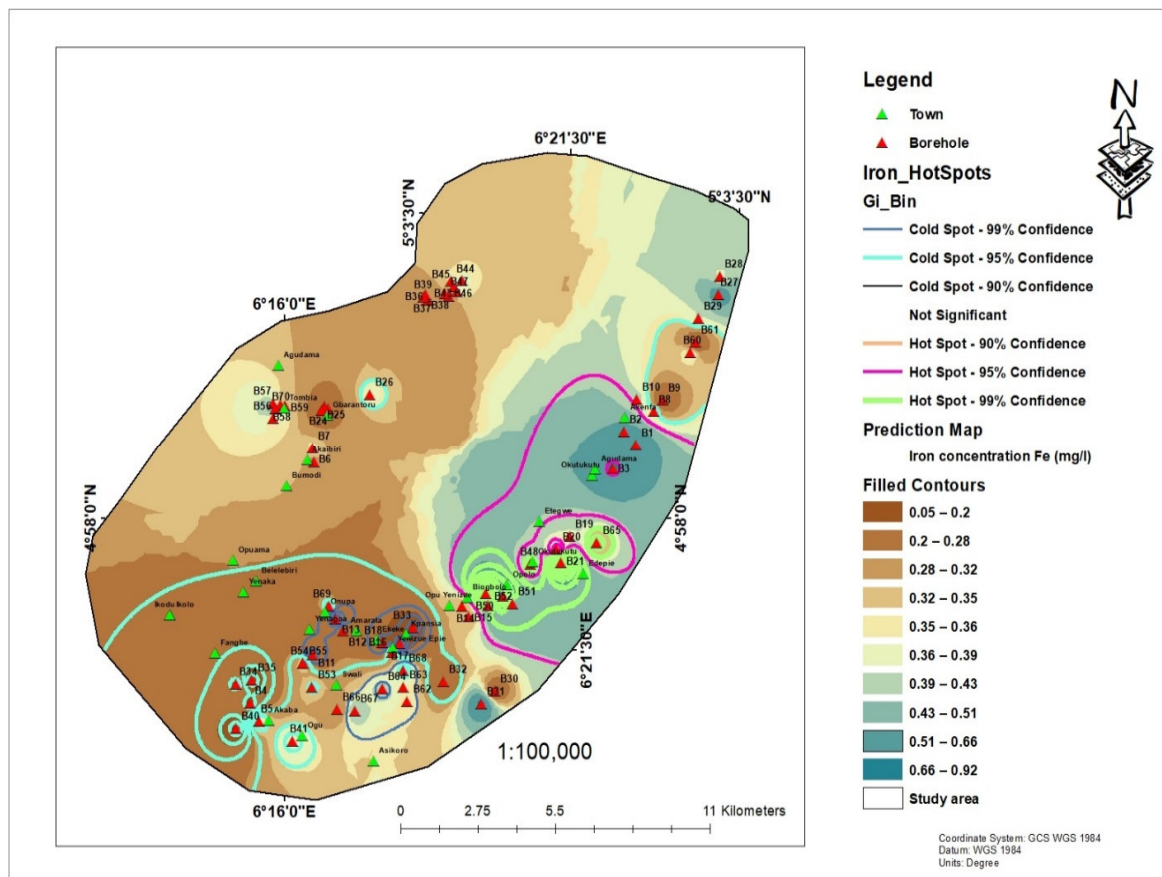 6°21'30"E
5°3'30"N
5°3'30"N
B28
B45
B44
B27
B39
B47
B36
B46
B29
B38
B37
6°16'0"E
B61
B60
Agudama
B26
B57
B70
Tombia
B10
B9
B56
B59
Gbarantoru
B8
B25
B58
B24
B2
Akenfa
B1
B7
Akaibiri
B6
Agudama
Okutukutu
B3
Bumodi
4°58'0"N
4°58'0"N
Etegwe
B19
B65
B20
Opuama
B48
Okutukutu
B21
Edepie
Belelebiri
Opolo
Yenaka
B51
Biogbolo
B69
B52
Onupa
Opu Yenizue
Ikodu Ikolo
B33
B50
Yenagoa
Amarata
Kpansia
B15
B13
B18
Ekeke
B12
B16
Yenizue Epie
6°21'30"E
Fangbe
B54
B55
B17
B11
B68
B34
B35
B53
Swali
B64
B63
B32
B30
B4
B62
B31
B66
B67
B5
Akaba
B40
B41
Ogu
Asikoro
1:100,000
6°16'0"E
0
2.75
5.5
11 Kilometers
Legend
Town
Borehole
Iron_HotSpots
Gi_Bin
Cold Spot - 99% Confidence
Cold Spot - 95% Confidence
Cold Spot - 90% Confidence
Not Significant
Hot Spot - 90% Confidence
Hot Spot - 95% Confidence
Hot Spot - 99% Confidence
Prediction Map
Iron concentration Fe (mg/l)
Filled Contours
0.05 – 0.2
0.2 – 0.28
0.28 – 0.32
0.32 – 0.35
0.35 – 0.36
0.36 – 0.39
0.39 – 0.43
0.43 – 0.51
0.51 – 0.66
0.66 – 0.92
Study area
N
Coordinate System: GCS WGS 1984
Datum: WGS 1984
Units: Degree